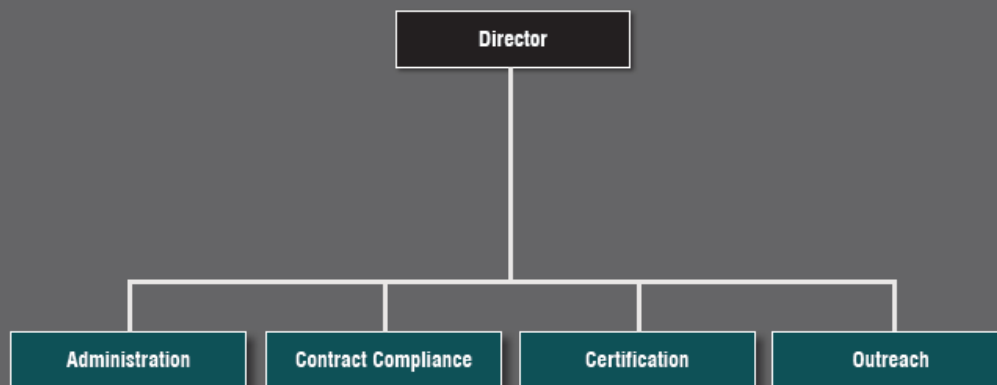 Director
Administration
Contract Compliance
Certification
Outreach